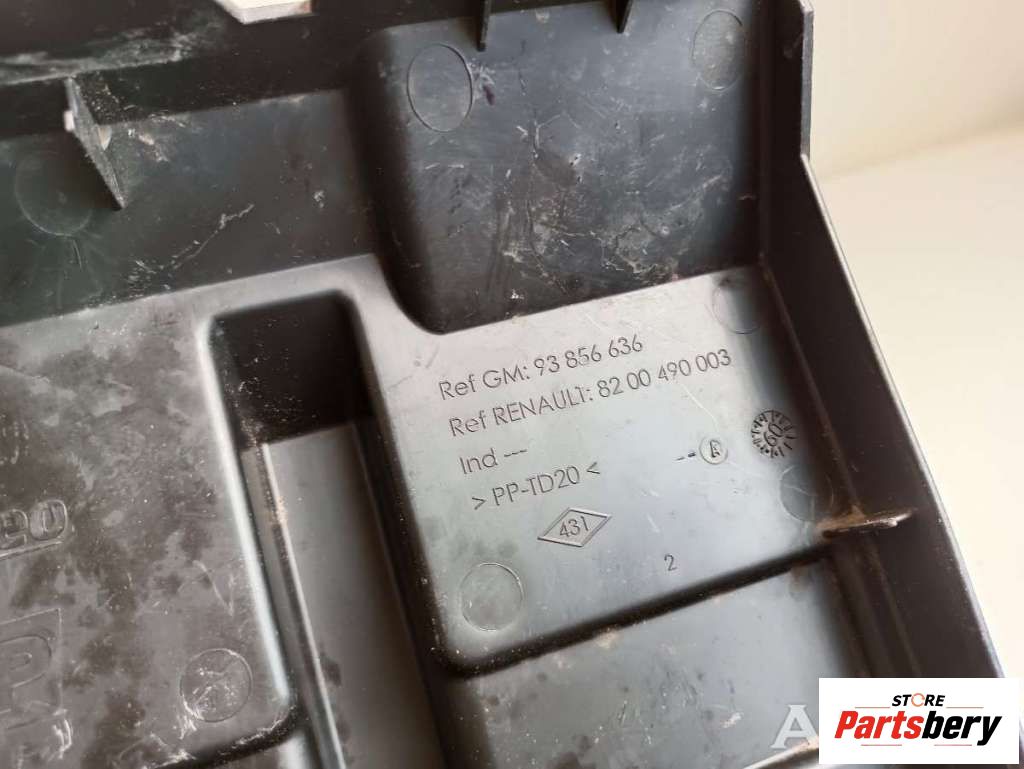 Ref GM: 93 856 636
Ref RENAULT: 82 00 490 003
Ind ---
> PP-TD20 <
431
2
STORE
Partsbery